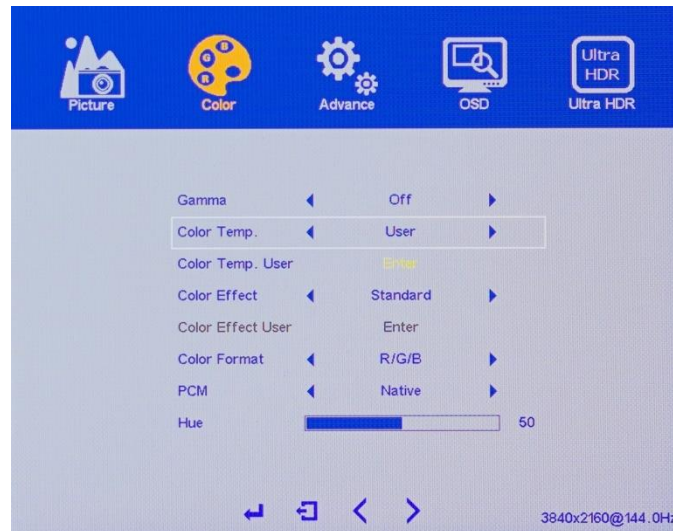 B
G
R
Ultra
HDR
Picture
Color
Advance
OSD
Ultra HDR
Gamma Off
Color Temp. User
Color Temp. User Enter
Color Effect Standard
Color Effect User Enter
Color Format R/G/B
PCM Native
Hue 50
3840x2160@144.0Hz